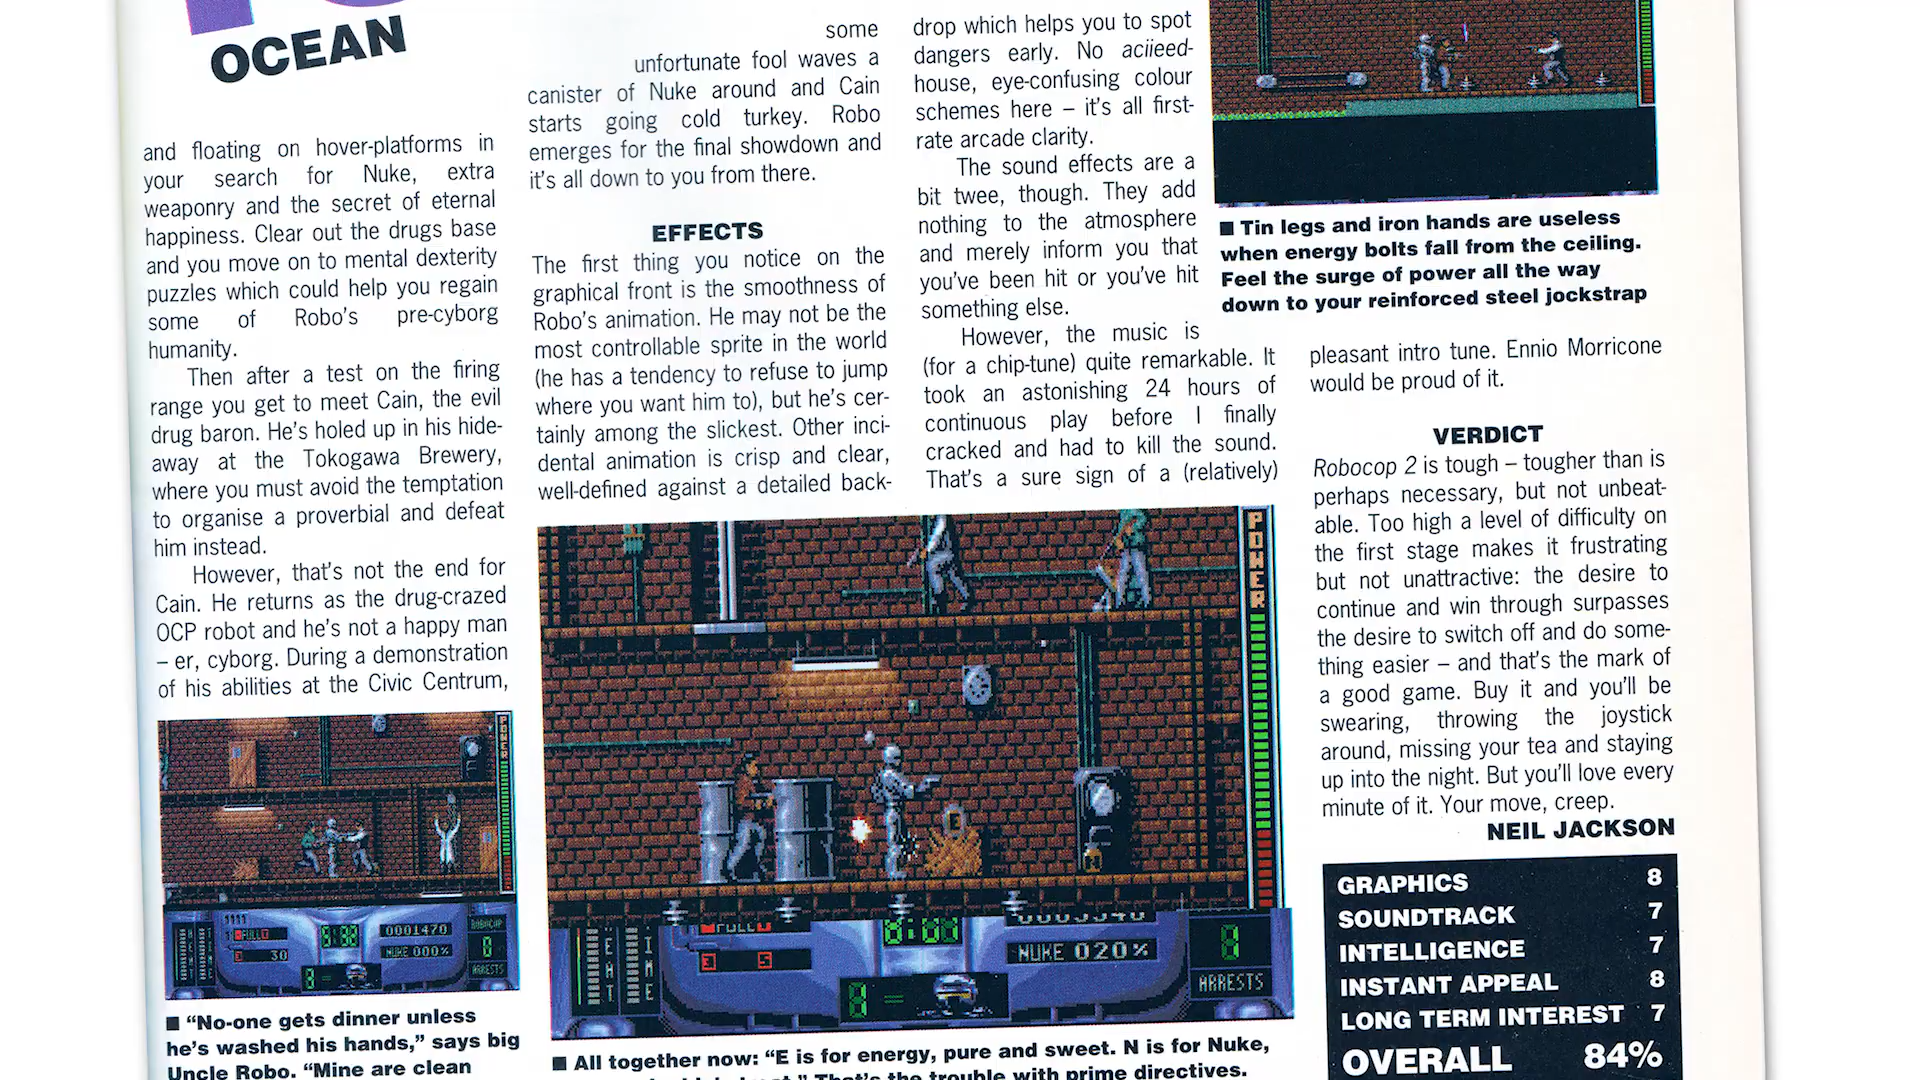 OCEAN
and floating on hover-platforms in
your search for Nuke, extra
weaponry and the secret of eternal
happiness. Clear out the drugs base
and you move on to mental dexterity
puzzles which could help you regain
some of Robo's pre-cyborg
humanity.
Then after a test on the firing
range you get to meet Cain, the evil
drug baron. He's holed up in his hide-
away at the Tokogawa Brewery,
where you must avoid the temptation
to organise a proverbial and defeat
him instead.
However, that's not the end for
Cain. He returns as the drug-crazed
OCP robot and he's not a happy man
– er, cyborg. During a demonstration
of his abilities at the Civic Centrum,
POWER
FULL
30
0001470
NUKE 000%
ROBOCOP
ARRESTS
■ "No-one gets dinner unless
he's washed his hands," says big
Uncle Robo. "Mine are clean
some
unfortunate fool waves a
canister of Nuke around and Cain
starts going cold turkey. Robo
emerges for the final showdown and
it's all down to you from there.
EFFECTS
The first thing you notice on the
graphical front is the smoothness of
Robo's animation. He may not be the
most controllable sprite in the world
(he has a tendency to refuse to jump
where you want him to), but he's cer-
tainly among the slickest. Other inci-
dental animation is crisp and clear,
well-defined against a detailed back-
drop which helps you to spot
dangers early. No aciieed-
house, eye-confusing colour
schemes here – it's all first-
rate arcade clarity.
The sound effects are a
bit twee, though. They add
nothing to the atmosphere
and merely inform you that
you've been hit or you've hit
something else.
However, the music is
(for a chip-tune) quite remarkable. It
took an astonishing 24 hours of
continuous play before I finally
cracked and had to kill the sound.
That's a sure sign of a (relatively)
POWER
E
NUKE 020%
ARRESTS
■ All together now: "E is for energy, pure and sweet. N is for Nuke,
That's the trouble with prime directives.
■ Tin legs and iron hands are useless
when energy bolts fall from the ceiling.
Feel the surge of power all the way
down to your reinforced steel jockstrap
pleasant intro tune. Ennio Morricone
would be proud of it.
VERDICT
Robocop 2 is tough – tougher than is
perhaps necessary, but not unbeat-
able. Too high a level of difficulty on
the first stage makes it frustrating
but not unattractive: the desire to
continue and win through surpasses
the desire to switch off and do some-
thing easier – and that's the mark of
a good game. Buy it and you'll be
swearing, throwing the joystick
around, missing your tea and staying
up into the night. But you'll love every
minute of it. Your move, creep.
NEIL JACKSON
GRAPHICS 8
SOUNDTRACK 7
INTELLIGENCE 7
INSTANT APPEAL 8
LONG TERM INTEREST 7
OVERALL 84%